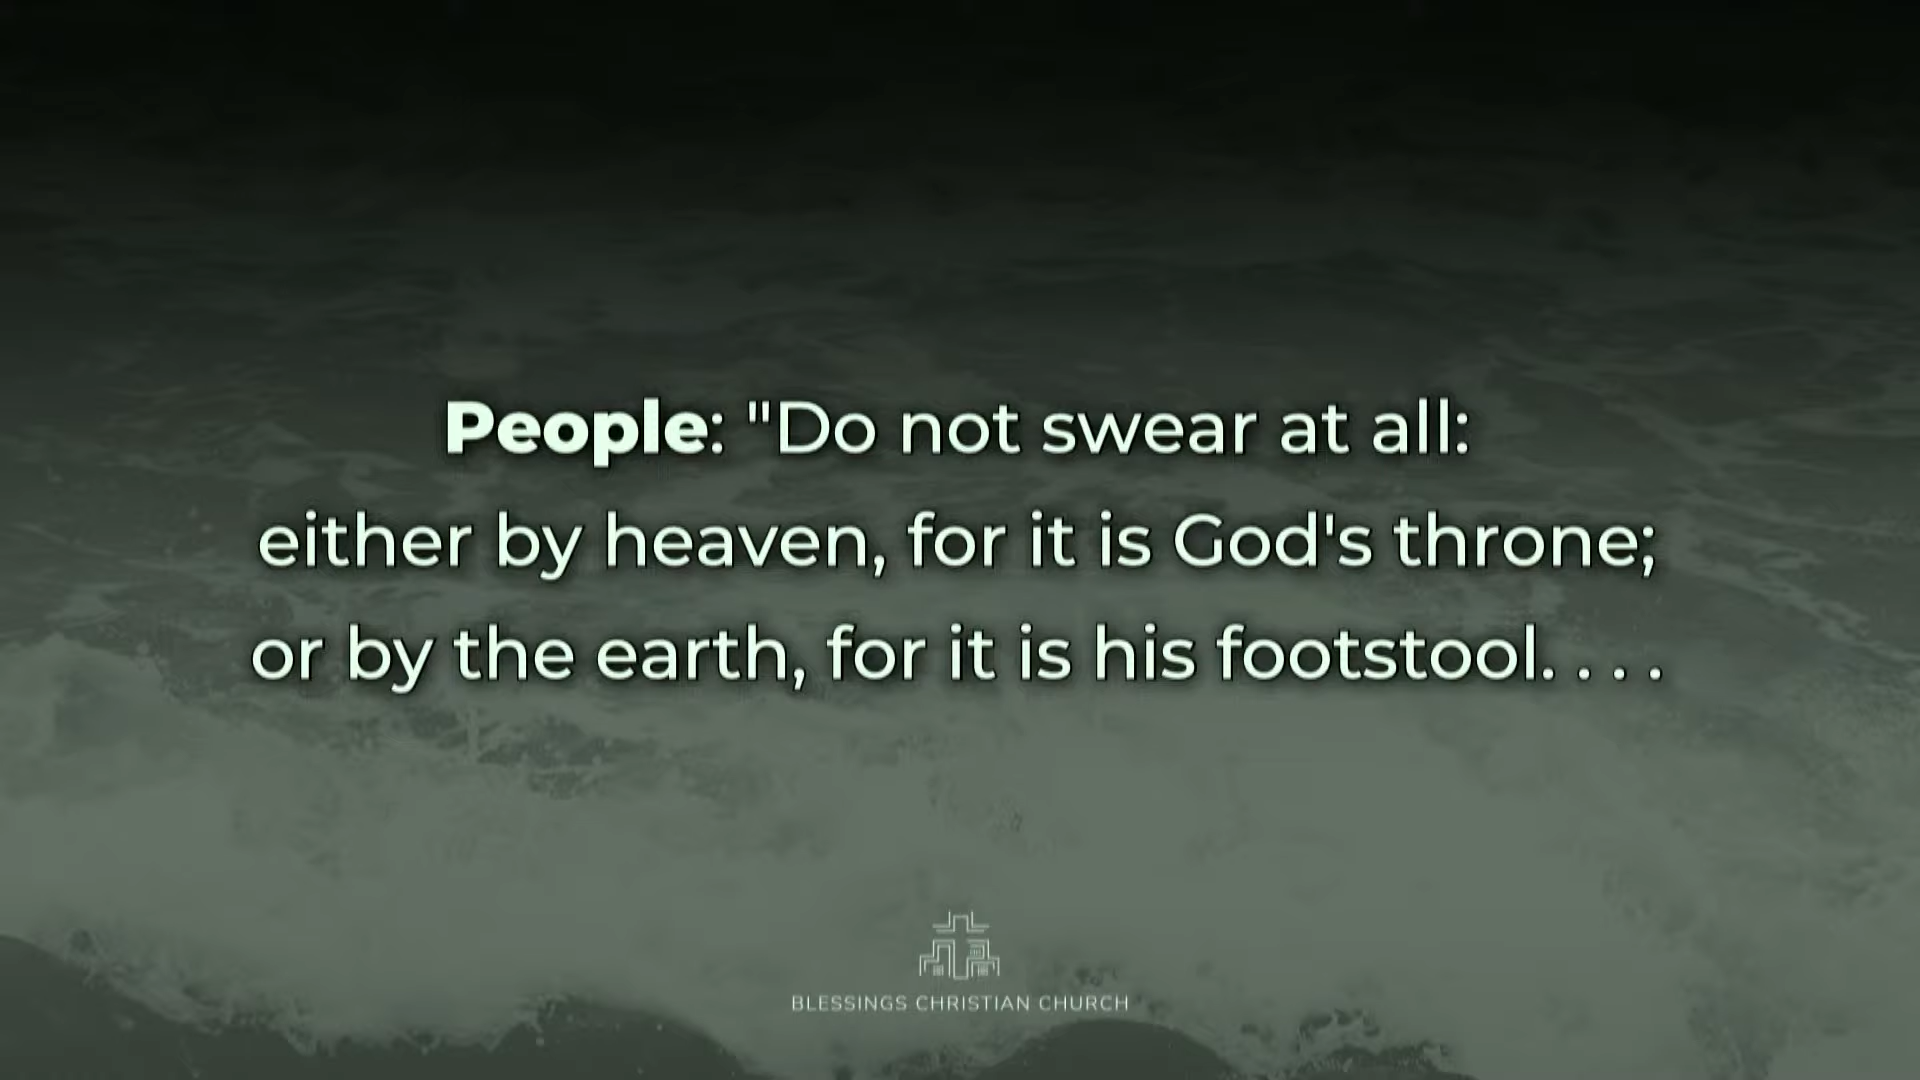 People: "Do not swear at all:
either by heaven, for it is God's throne;
or by the earth, for it is his footstool. . . .
BLESSINGS CHRISTIAN CHURCH